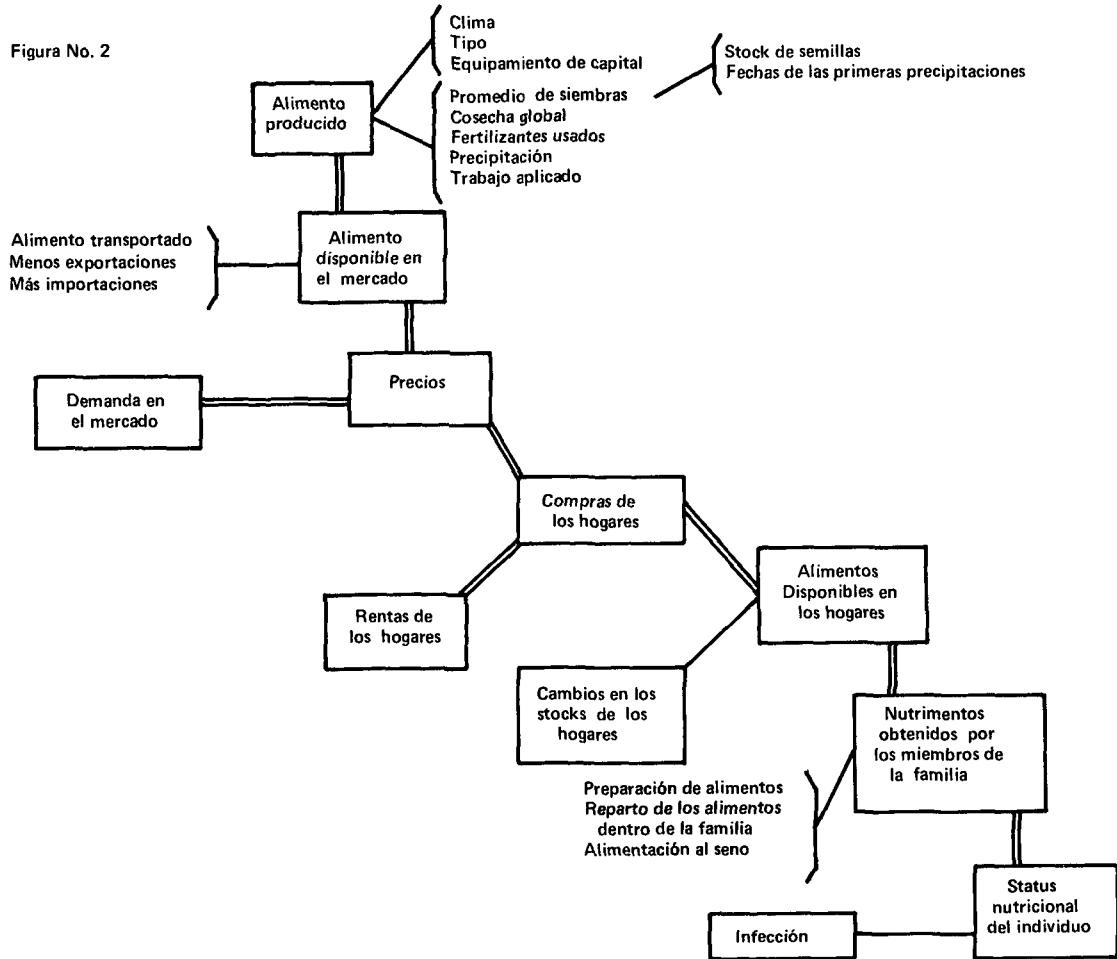 Figura No. 2
Clima
Tipo
Equipamiento de capital
Stock de semillas
Fechas de las primeras precipitaciones
Alimento
producido
Promedio de siembras
Cosecha global
Fertilizantes usados
Precipitación
Trabajo aplicado
Alimento transportado
Menos exportaciones
Más importaciones
Alimento
disponible en
el mercado
Precios
Demanda en
el mercado
Compras de
los hogares
Rentas de
los hogares
Alimentos
Disponibles en
los hogares
Cambios en los
stocks de los
hogares
Nutrimentos
obtenidos por
los miembros de
la familia
Preparación de alimentos
Reparto de los alimentos
dentro de la familia
Alimentación al seno
Status
nutricional
del individuo
Infección